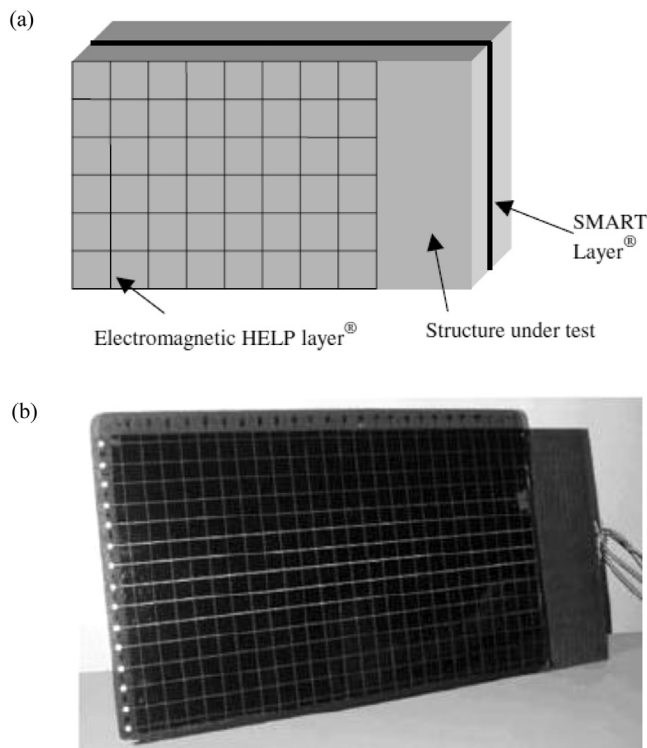 (a)
SMART
Layer®
Electromagnetic HELP layer®
Structure under test
(b)